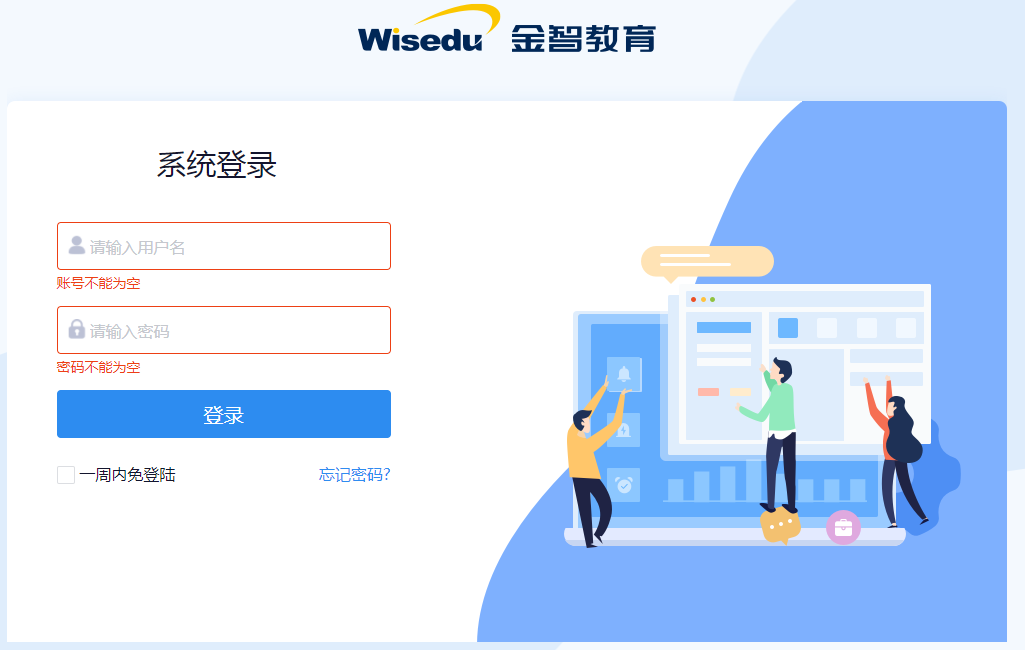 Wisedu 金智教育
系统登录
请输入用户名
账号不能为空
请输入密码
密码不能为空
登录
一周内免登陆 忘记密码?